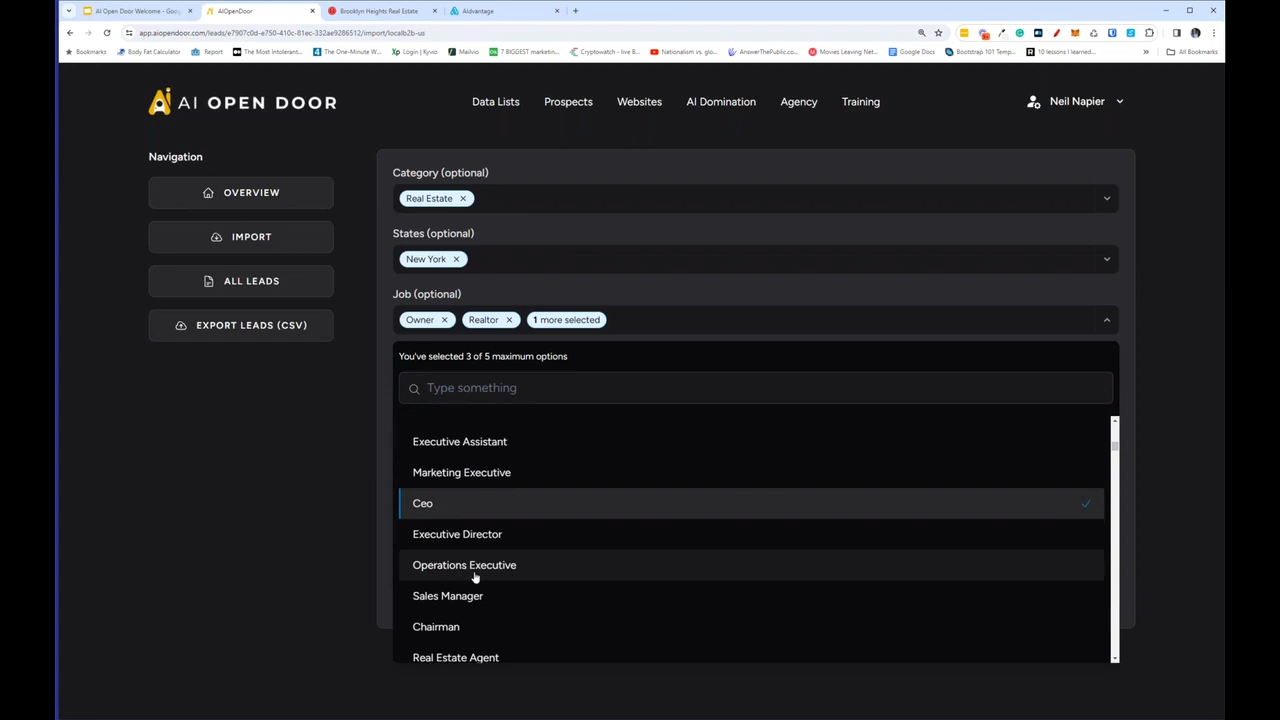 AI Open Door Welcome - Goo
AIOpenDoor
Brooklyn Heights Real Estate
AIdvantage
app.aiopendoor.com/leads/e7907c0d-e750-410c-81ec-332ae9286512/import/localb2b-us
Bookmarks
Body Fat Calculator
Report
The Most Intolerant...
The One-Minute W...
Login | Kyvio
Mailvio
7 BIGGEST marketin...
Cryptowatch - live B...
Nationalism vs. glo...
AnswerThePublic.co...
Movies Leaving Net...
Google Docs
Bootstrap 101 Temp...
10 lessons I learned...
All Bookmarks
Ai AI OPEN DOOR
Data Lists
Prospects
Websites
AI Domination
Agency
Training
Neil Napier
Navigation
OVERVIEW
IMPORT
ALL LEADS
EXPORT LEADS (CSV)
Category (optional)
Real Estate
States (optional)
New York
Job (optional)
Owner
Realtor
1 more selected
You've selected 3 of 5 maximum options
Type something
Executive Assistant
Marketing Executive
Ceo
Executive Director
Operations Executive
Sales Manager
Chairman
Real Estate Agent